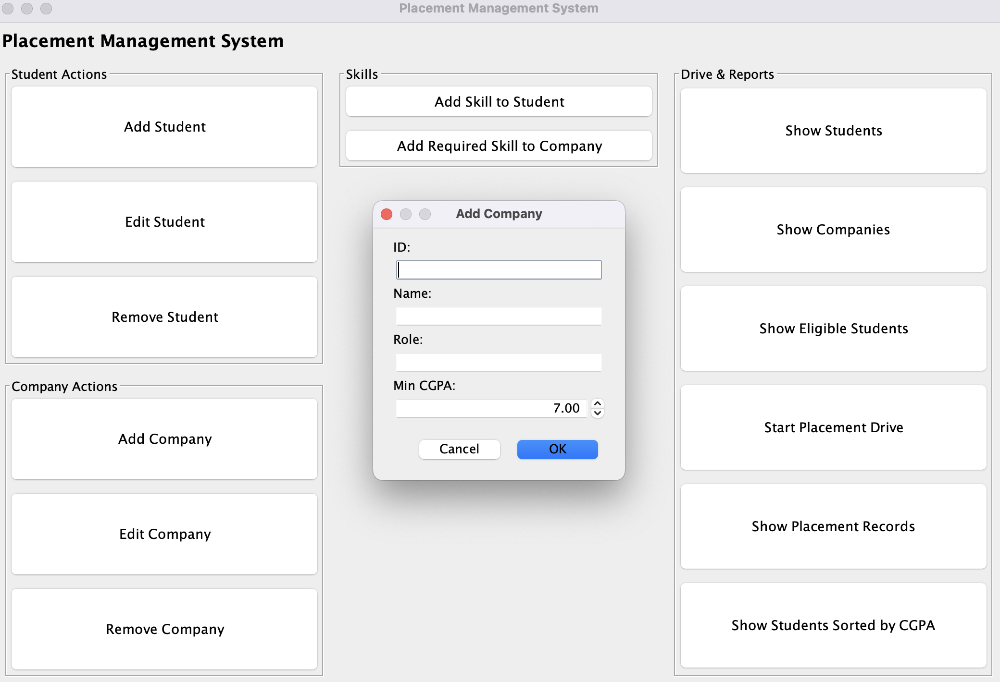 Placement Management System
Placement Management System
Student Actions
Add Student
Edit Student
Remove Student
Company Actions
Add Company
Edit Company
Remove Company
Skills
Add Skill to Student
Add Required Skill to Company
Add Company
ID:
Name:
Role:
Min CGPA:
7.00
Cancel
OK
Drive & Reports
Show Students
Show Companies
Show Eligible Students
Start Placement Drive
Show Placement Records
Show Students Sorted by CGPA